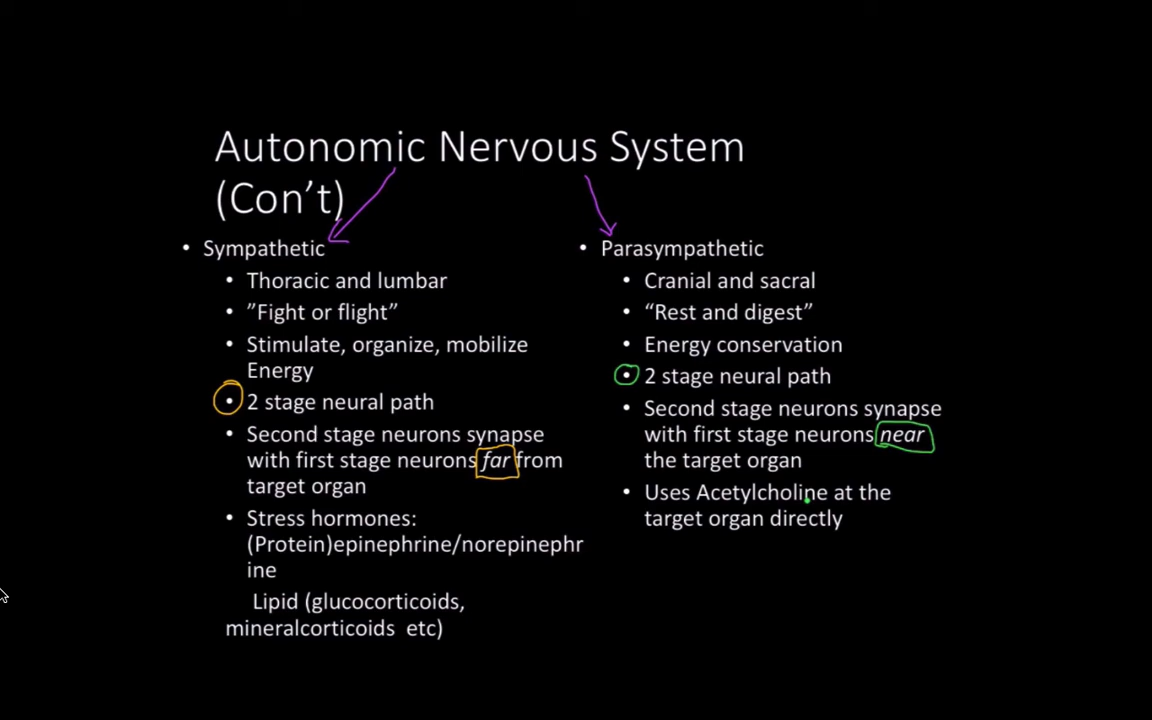 Autonomic Nervous System
(Con’t)
• Sympathetic
• Thoracic and lumbar
• ”Fight or flight”
• Stimulate, organize, mobilize
Energy
• 2 stage neural path
• Second stage neurons synapse
with first stage neurons far from
target organ
• Stress hormones:
(Protein)epinephrine/norepinephr
ine
Lipid (glucocorticoids,
mineralcorticoids etc)
• Parasympathetic
• Cranial and sacral
• “Rest and digest”
• Energy conservation
• 2 stage neural path
• Second stage neurons synapse
with first stage neurons near
the target organ
• Uses Acetylcholine at the
target organ directly